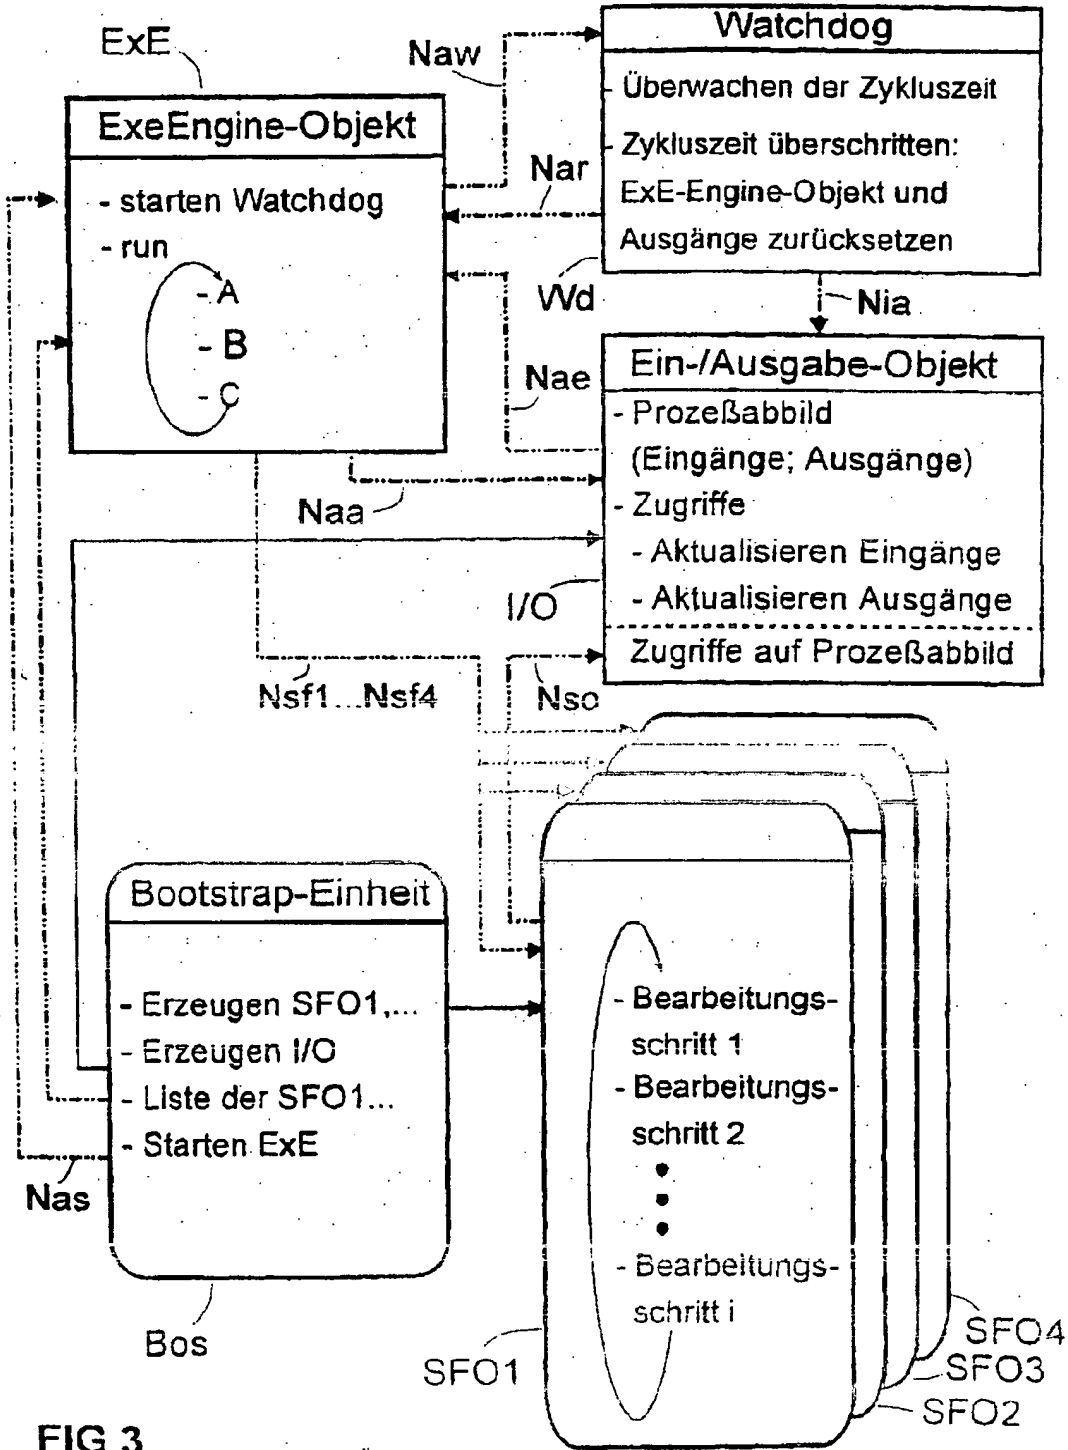 ExE
Naw
Watchdog
- Überwachen der Zykluszeit
- Zykluszeit überschritten:
ExE-Engine-Objekt und
Ausgänge zurücksetzen
ExeEngine-Objekt
- starten Watchdog
- run
- A
- B
- C
Nar
Wd
Nia
Nae
Naa
Ein-/Ausgabe-Objekt
- Prozeßabbild
(Eingänge; Ausgänge)
- Zugriffe
- Aktualisieren Eingänge
- Aktualisieren Ausgänge
Zugriffe auf Prozeßabbild
I/O
Nsf1...Nsf4
Nso
Bootstrap-Einheit
- Erzeugen SFO1,...
- Erzeugen I/O
- Liste der SFO1...
- Starten ExE
Nas
Bos
- Bearbeitungs-
schritt 1
- Bearbeitungs-
schritt 2
- Bearbeitungs-
schritt i
SFO1
SFO4
SFO3
SFO2
FIG 3